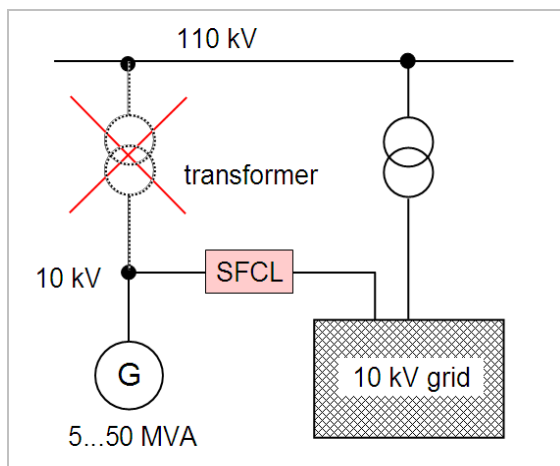 110 kV
transformer
10 kV
SFCL
G
10 kV grid
5...50 MVA